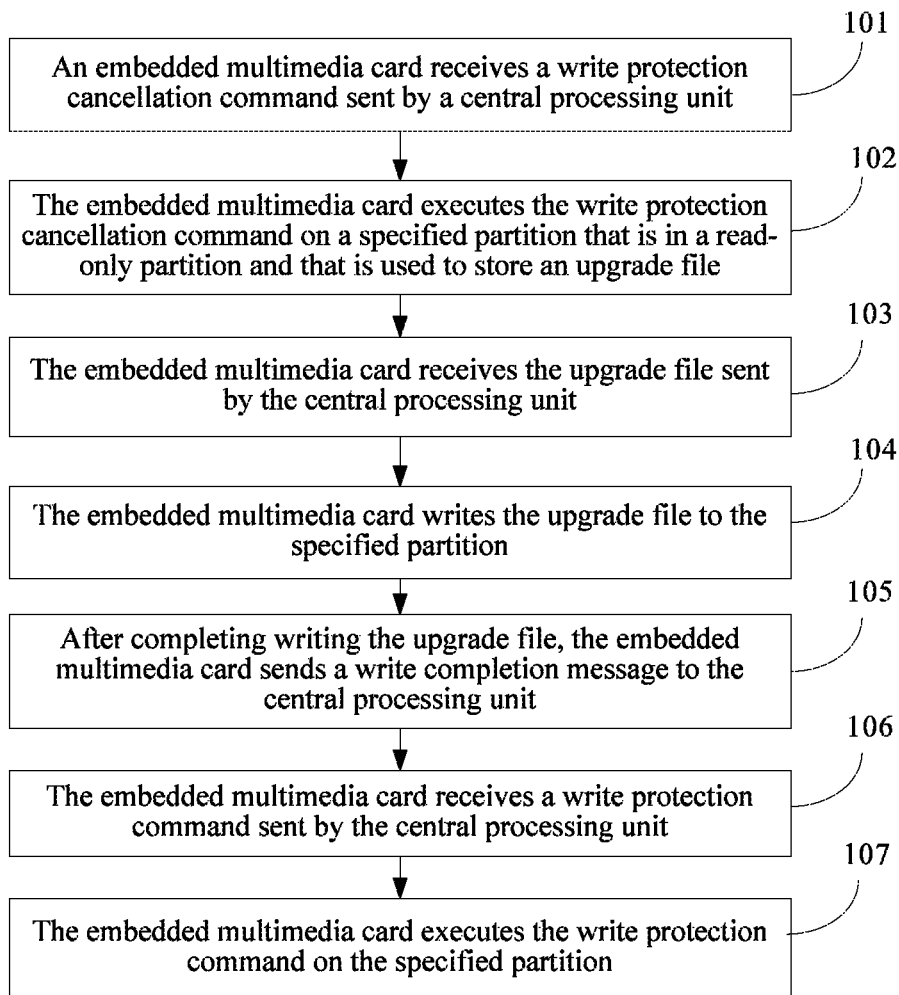 101
An embedded multimedia card receives a write protection
cancellation command sent by a central processing unit
102
The embedded multimedia card executes the write protection
cancellation command on a specified partition that is in a read-
only partition and that is used to store an upgrade file
103
The embedded multimedia card receives the upgrade file sent
by the central processing unit
104
The embedded multimedia card writes the upgrade file to the
specified partition
105
After completing writing the upgrade file, the embedded
multimedia card sends a write completion message to the
central processing unit
106
The embedded multimedia card receives a write protection
command sent by the central processing unit
107
The embedded multimedia card executes the write protection
command on the specified partition